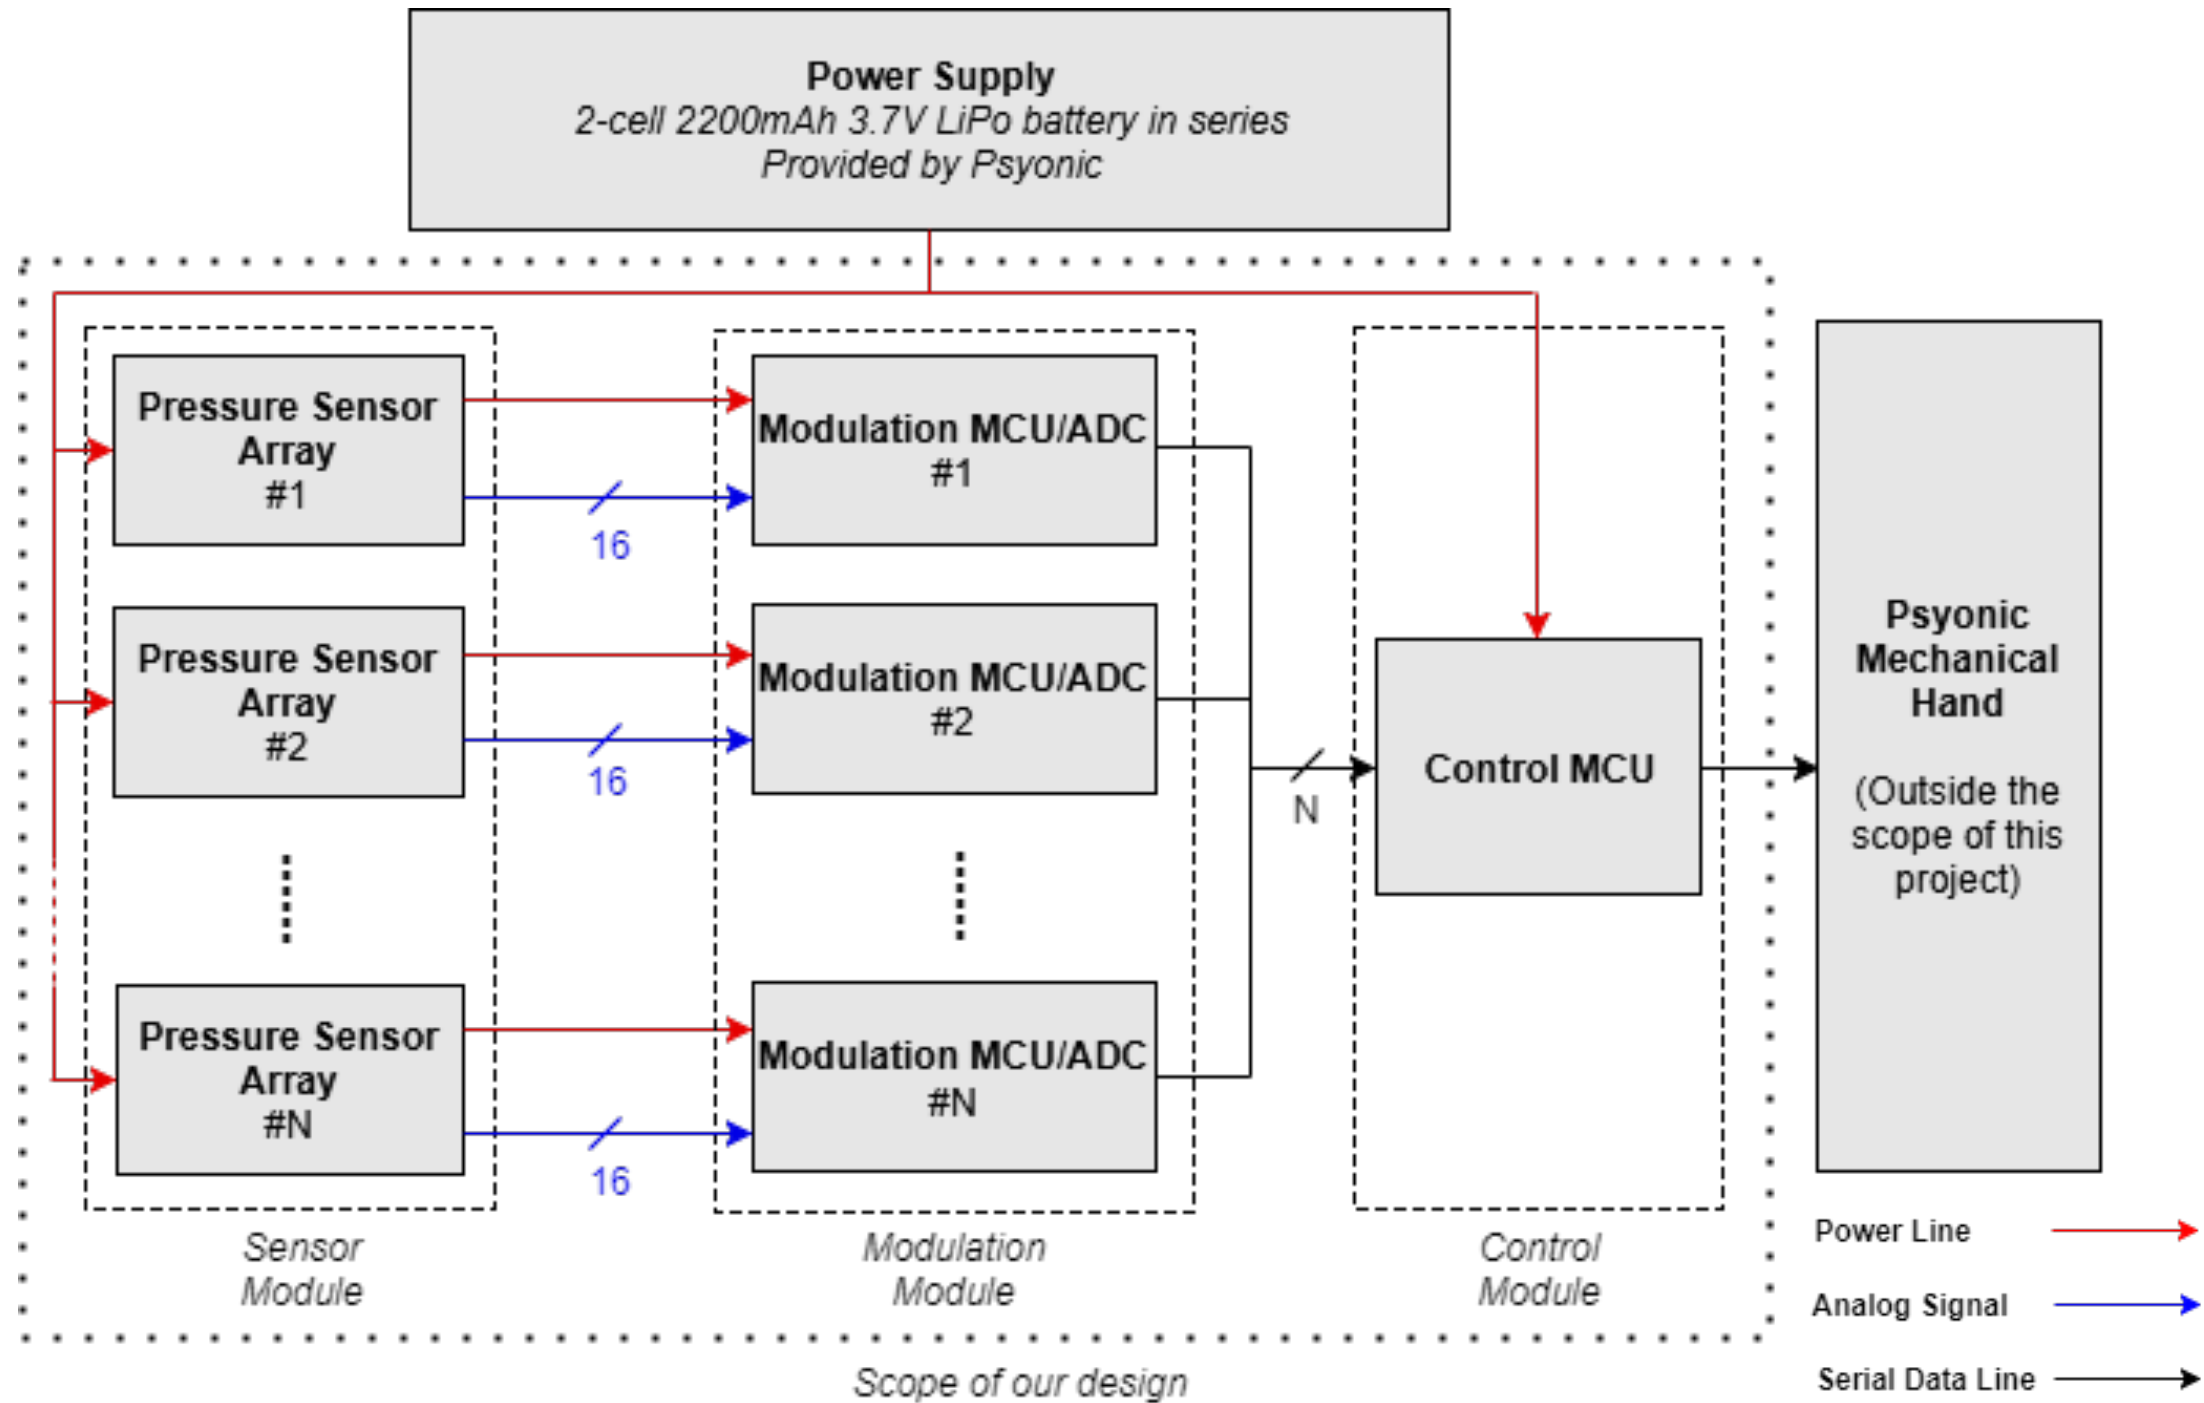 Power Supply
2-cell 2200mAh 3.7V LiPo battery in series
Provided by Psyonic
Pressure Sensor
Array
#1
16
Modulation MCU/ADC
#1
Pressure Sensor
Array
#2
16
Modulation MCU/ADC
#2
Pressure Sensor
Array
#N
16
Modulation MCU/ADC
#N
N
Control MCU
Psyonic
Mechanical
Hand
(Outside the
scope of this
project)
Sensor
Module
Modulation
Module
Control
Module
Scope of our design
Power Line
Analog Signal
Serial Data Line